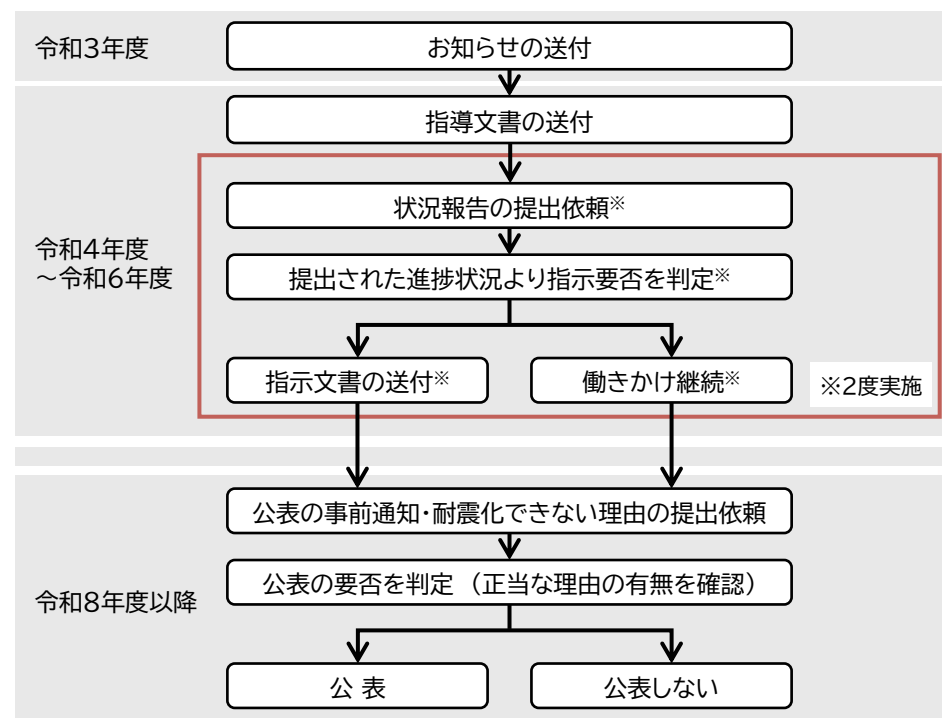 令和3年度
お知らせの送付
指導文書の送付
令和4年度
～令和6年度
状況報告の提出依頼※
提出された進捗状況より指示要否を判定※
指示文書の送付※
働きかけ継続※
※2度実施
公表の事前通知・耐震化できない理由の提出依頼
令和8年度以降
公表の要否を判定（正当な理由の有無を確認）
公 表
公表しない